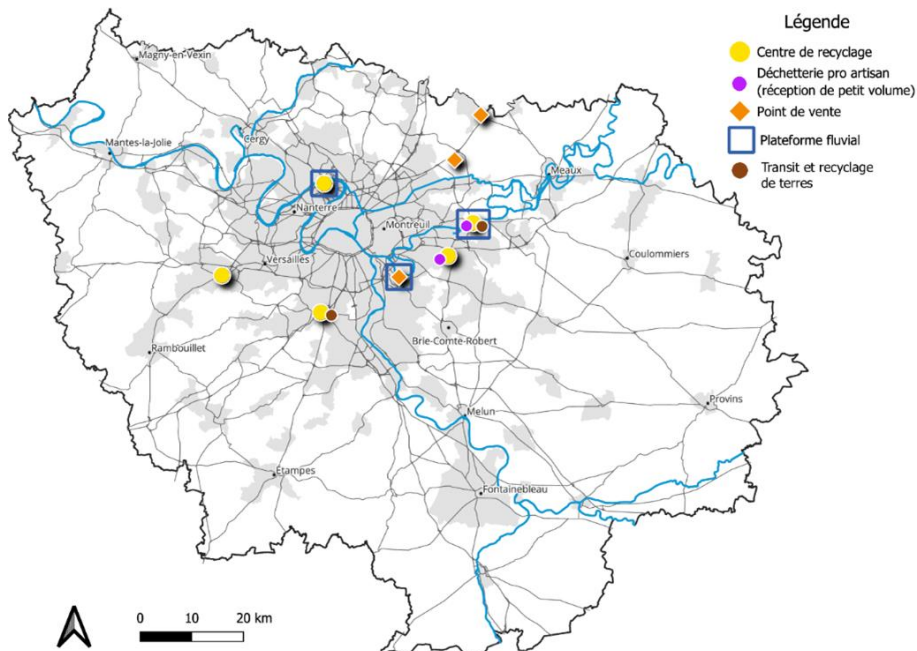 Légende
Centre de recyclage
Déchetterie pro artisan
(réception de petit volume)
Point de vente
Plateforme fluvial
Transit et recyclage
de terres
Magny-en-Vexin
Mantes-la-Jolie
Cergy
Meaux
Nanterre
Montreuil
Versailles
Coulommiers
Rambouillet
Brie-Comte-Robert
Provins
Melun
Étampes
Fontainebleau
0 10 20 km